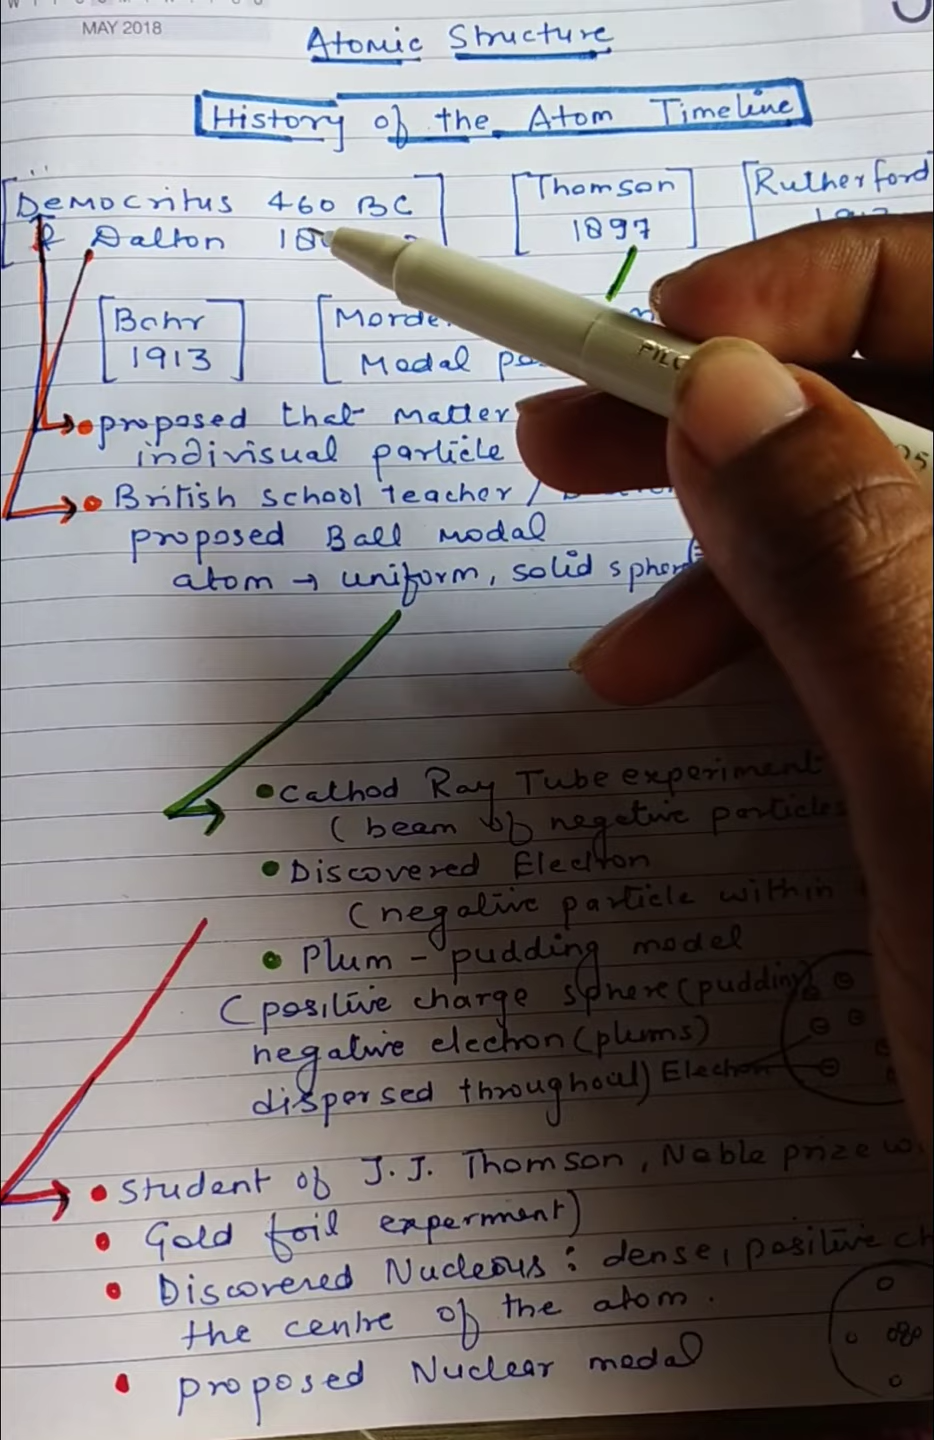 MAY 2018
Atomic Structure
History of the Atom Timeline
Democritus 460 BC
& Dalton
Thomson
1897
Rutherford
Bohr
1913
Modal
proposed that matter
indivisual particle
British school teacher /
proposed Ball modal
atom → uniform, solid sphere
Cathod Ray Tube experiment
(beam of negative particles
Discovered Electron
(negative particle within
Plum - pudding model
(positive charge sphere (pudding)
negative electron (plums)
dispersed throughout) Electron
Student of J.J. Thomson, Noble prize
Gold foil experment)
Discovered Nucleous : dense, positive
the centre of the atom.
proposed Nuclear modal